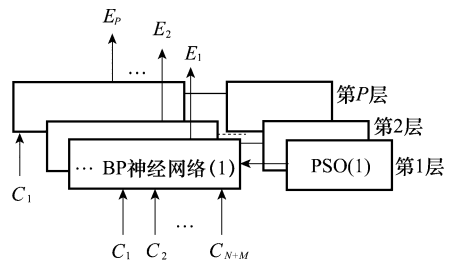 E_P
E_2
E_1
...
第P层
第2层
... BP神经网络(1)
PSO(1)
第1层
C_1
C_1
C_2
...
C_{N+M}